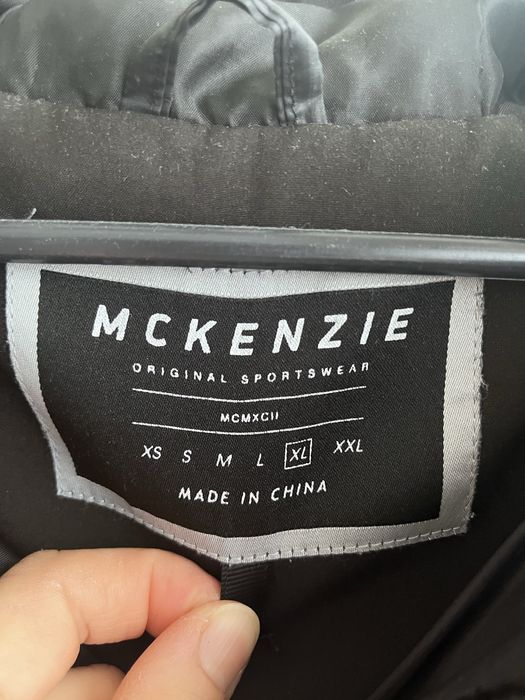 MCKENZIE
ORIGINAL SPORTSWEAR
MCMXCII
XS S M L XL XXL
MADE IN CHINA